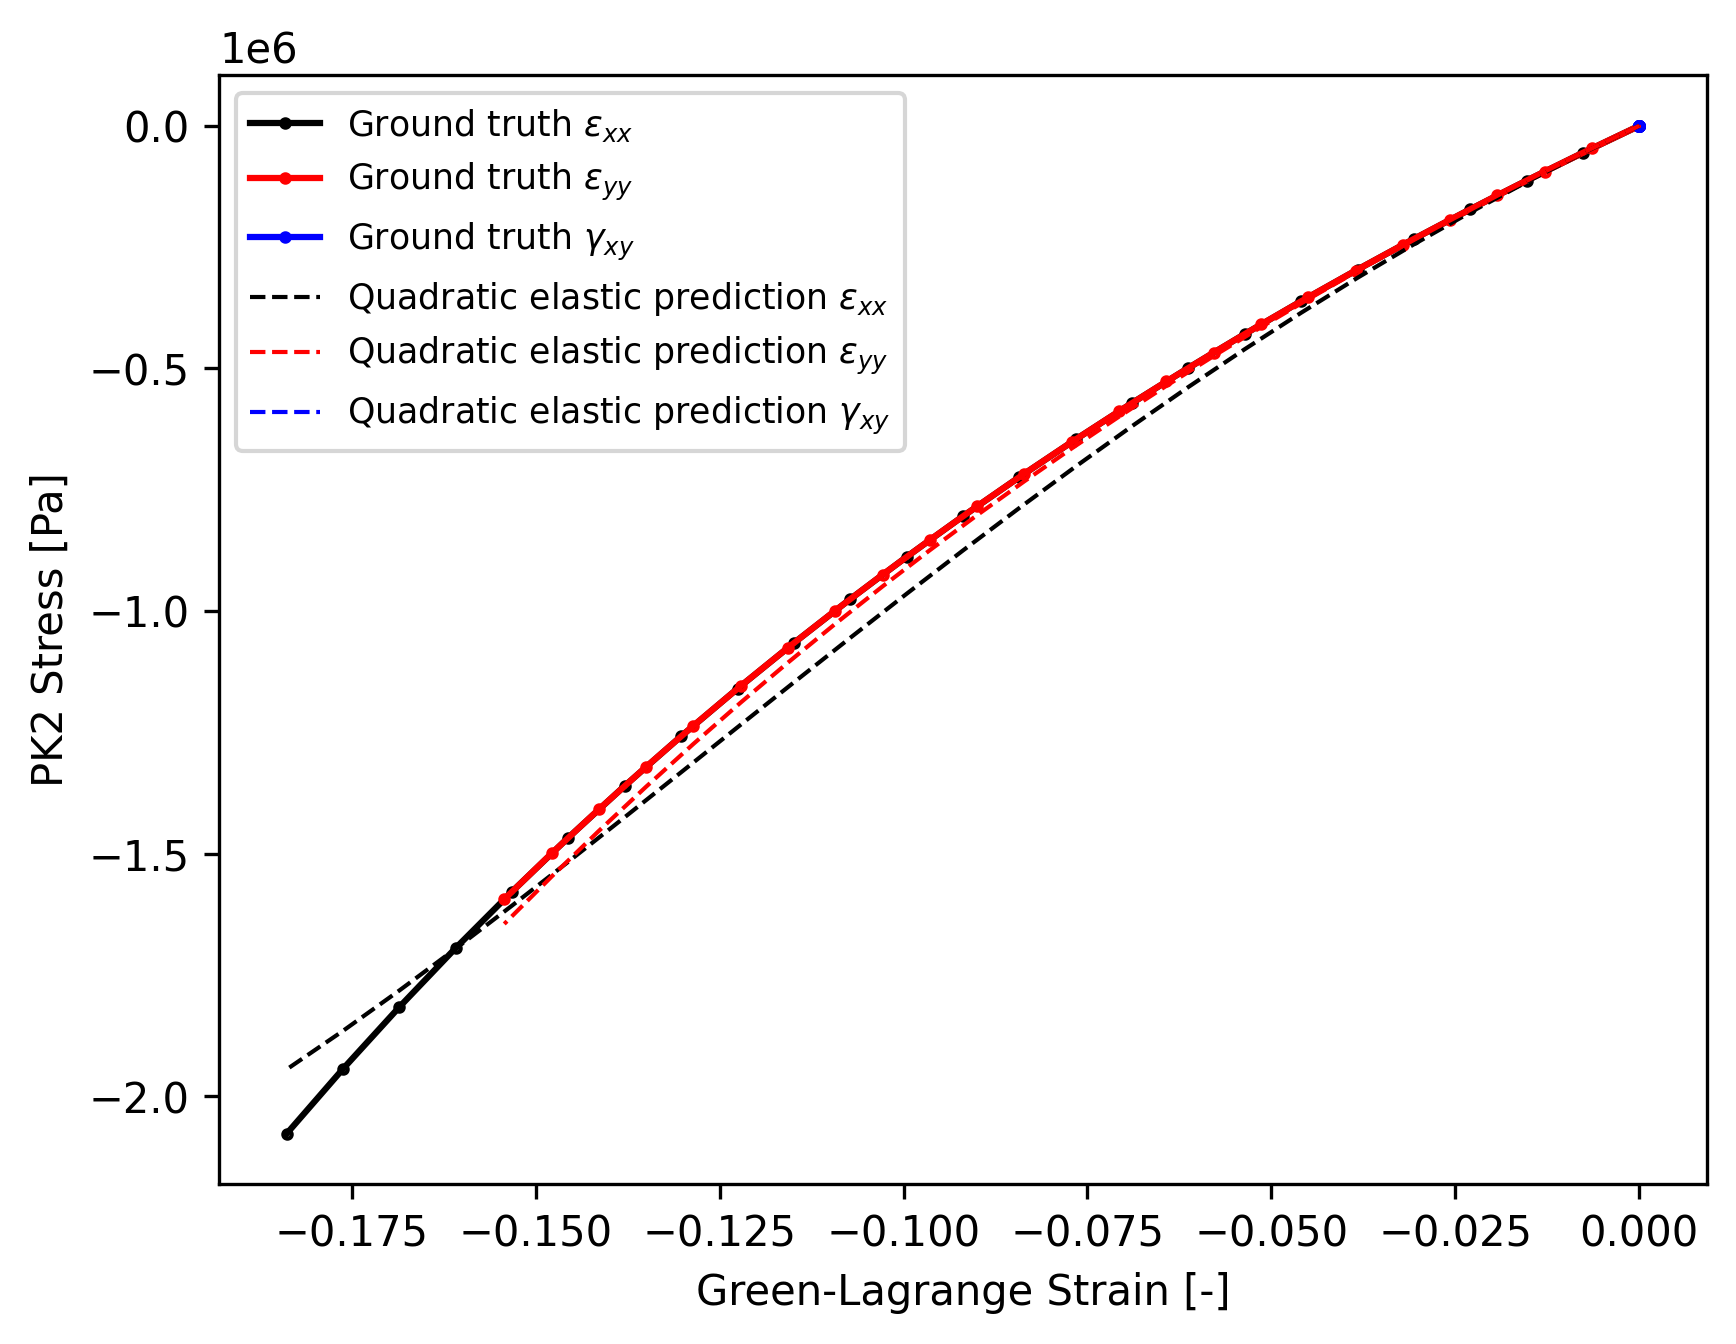 1e6
Ground truth εxx
Ground truth εyy
Ground truth γxy
Quadratic elastic prediction εxx
Quadratic elastic prediction εyy
Quadratic elastic prediction γxy
0.0
−0.5
−1.0
−1.5
−2.0
PK2 Stress [Pa]
−0.175 −0.150 −0.125 −0.100 −0.075 −0.050 −0.025 0.000
Green-Lagrange Strain [-]